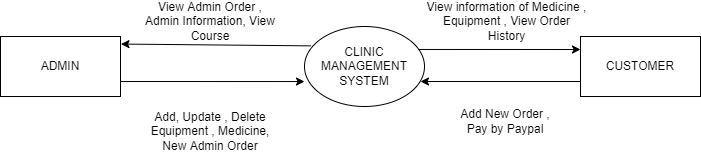 View Admin Order ,
Admin Information, View
Course
View information of Medicine ,
Equipment , View Order
History
ADMIN
CLINIC
MANAGEMENT
SYSTEM
CUSTOMER
Add, Update , Delete
Equipment , Medicine,
New Admin Order
Add New Order ,
Pay by Paypal